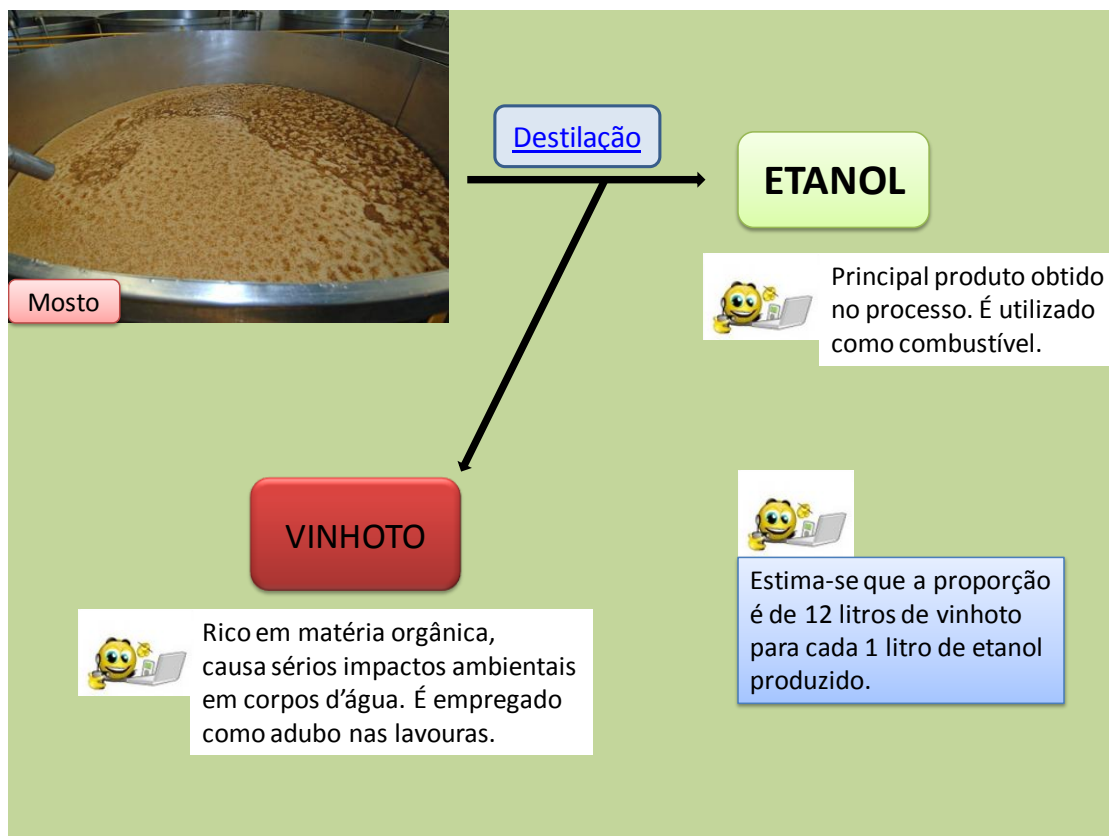 Destilação
ETANOL
Mosto
Principal produto obtido
no processo. É utilizado
como combustível.
VINHOTO
Rico em matéria orgânica,
causa sérios impactos ambientais
em corpos d’água. É empregado
como adubo nas lavouras.
Estima-se que a proporção
é de 12 litros de vinhoto
para cada 1 litro de etanol
produzido.